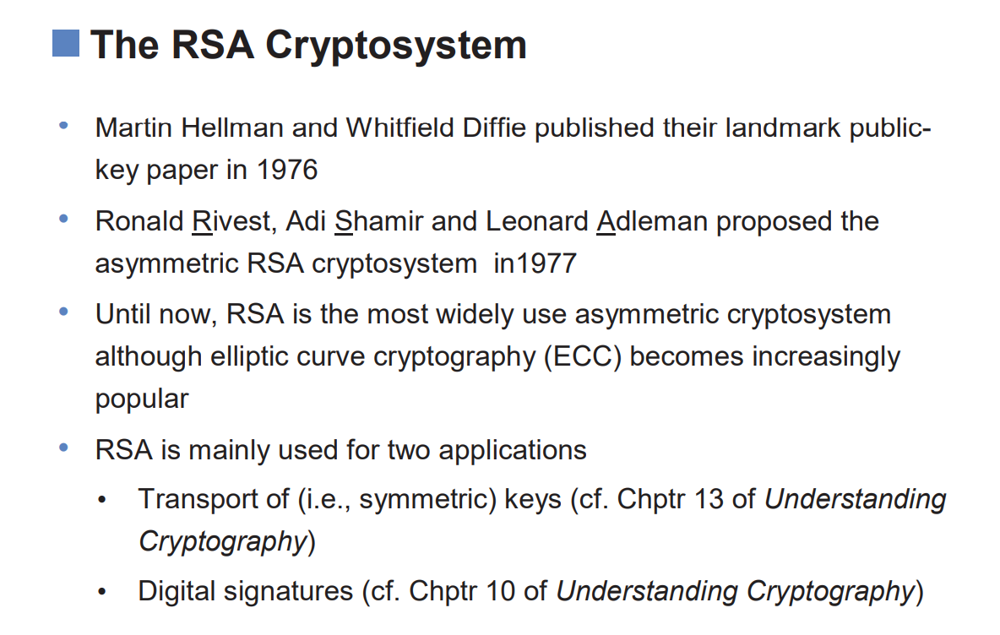 The RSA Cryptosystem
• Martin Hellman and Whitfield Diffie published their landmark public-
key paper in 1976
• Ronald Rivest, Adi Shamir and Leonard Adleman proposed the
asymmetric RSA cryptosystem  in1977
• Until now, RSA is the most widely use asymmetric cryptosystem
although elliptic curve cryptography (ECC) becomes increasingly
popular
• RSA is mainly used for two applications
• Transport of (i.e., symmetric) keys (cf. Chptr 13 of Understanding
Cryptography)
• Digital signatures (cf. Chptr 10 of Understanding Cryptography)